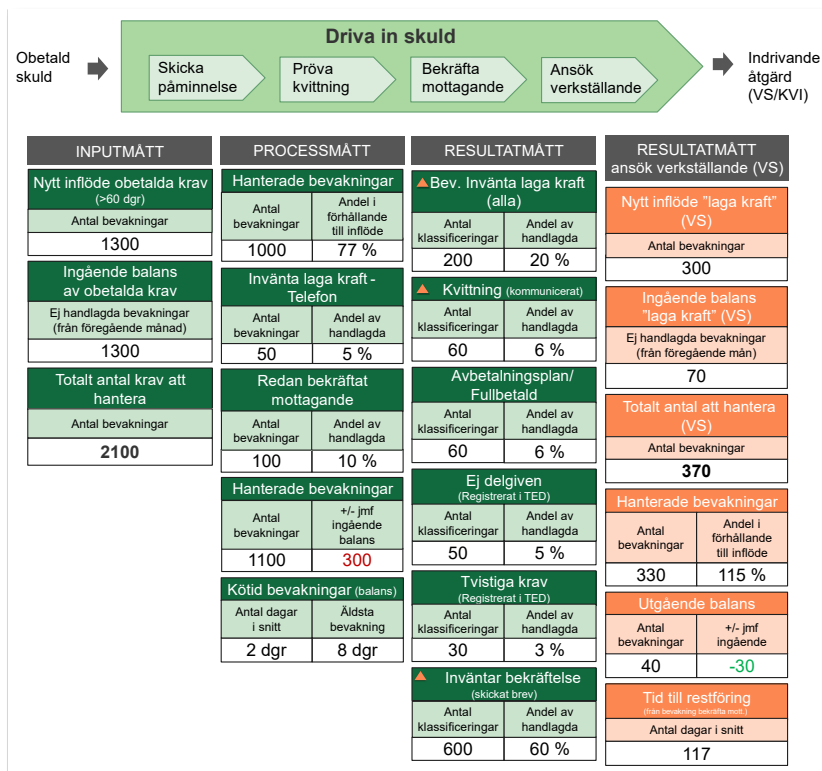 Driva in skuld
Obetald
skuld
Skicka
påminnelse
Pröva
kvittning
Bekräfta
mottagande
Ansök
verkställande
Indrivande
åtgärd
(VS/KVI)
INPUTMÅTT
Nytt inflöde obetalda krav
(>60 dgr)
Antal bevakningar
1300
Ingående balans
av obetalda krav
Ej handlagda bevakningar
(från föregående månad)
1300
Totalt antal krav att
hantera
Antal bevakningar
2100
PROCESSMÅTT
Hanterade bevakningar
Antal
bevakningar
Andel i
förhållande
till inflöde
1000
77 %
Invänta laga kraft -
Telefon
Antal
bevakningar
Andel av
handlagda
50
5 %
Redan bekräftat
mottagande
Antal
bevakningar
Andel av
handlagda
100
10 %
Hanterade bevakningar
Antal
bevakningar
+/- jmf
ingående
balans
1100
300
Kötid bevakningar (balans)
Antal dagar
i snitt
Äldsta
bevakning
2 dgr
8 dgr
RESULTATMÅTT
Bev. Invänta laga kraft
(alla)
Antal
klassificeringar
Andel av
handlagda
200
20 %
Kvittning (kommunicerat)
Antal
klassificeringar
Andel av
handlagda
60
6 %
Avbetalningsplan/
Fullbetald
Antal
klassificeringar
Andel av
handlagda
60
6 %
Ej delgiven
(Registrerat i TED)
Antal
klassificeringar
Andel av
handlagda
50
5 %
Tvistiga krav
(Registrerat i TED)
Antal
klassificeringar
Andel av
handlagda
30
3 %
Inväntar bekräftelse
(skickat brev)
Antal
klassificeringar
Andel av
handlagda
600
60 %
RESULTATMÅTT
ansök verkställande (VS)
Nytt inflöde ”laga kraft”
(VS)
Antal bevakningar
300
Ingående balans
”laga kraft” (VS)
Ej handlagda bevakningar
(från föregående mån)
70
Totalt antal att hantera
(VS)
Antal bevakningar
370
Hanterade bevakningar
Antal
bevakningar
Andel i
förhållande
till inflöde
330
115 %
Utgående balans
Antal
bevakningar
+/- jmf
ingående
40
-30
Tid till restföring
(från bevakning bekräfta mott.)
Antal dagar i snitt
117